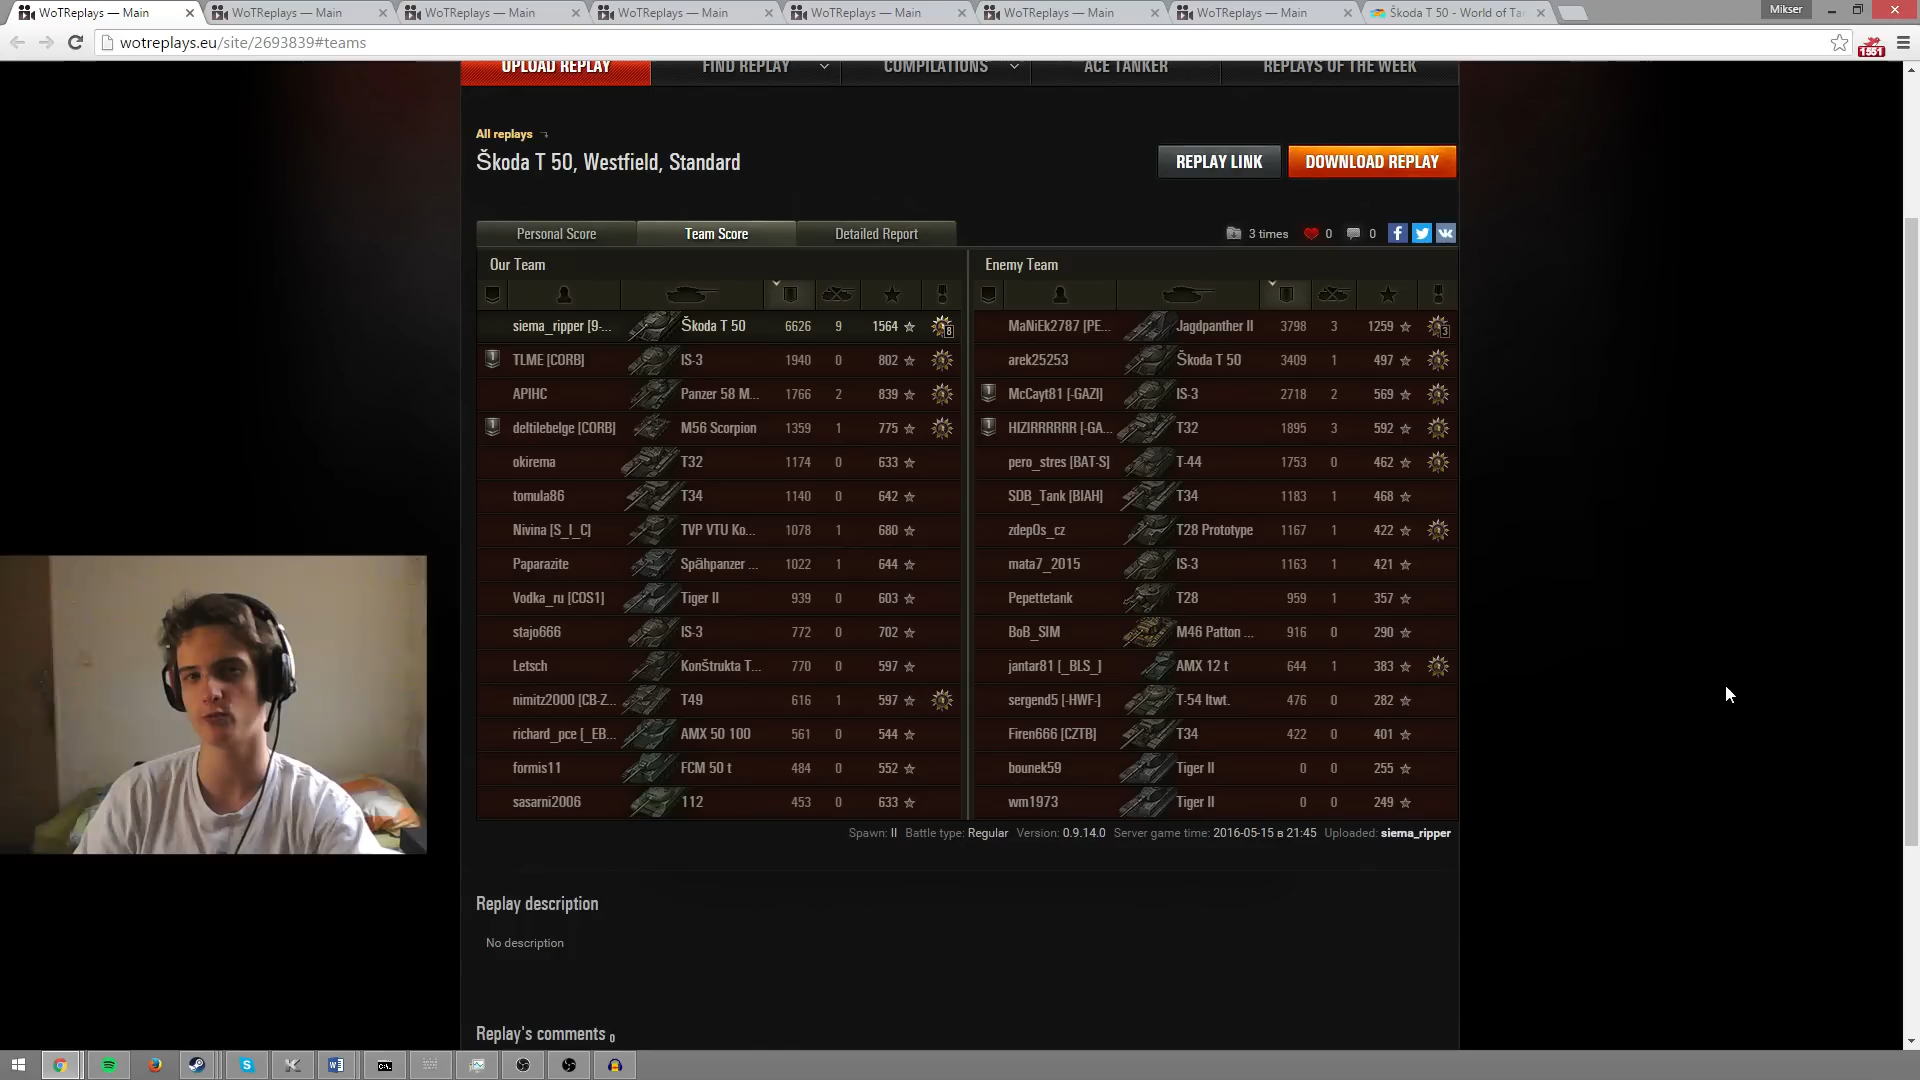 WoTReplays — Main
WoTReplays — Main
WoTReplays — Main
WoTReplays — Main
WoTReplays — Main
WoTReplays — Main
WoTReplays — Main
Škoda T 50 - World of Ta
Mikser
wotreplays.eu/site/2693839#teams
1551
UPLOAD REPLAY
FIND REPLAY
COMPILATIONS
ACE TANKER
REPLAYS OF THE WEEK
All replays
Škoda T 50, Westfield, Standard
REPLAY LINK
DOWNLOAD REPLAY
Personal Score
Team Score
Detailed Report
3 times
0
0
Our Team
Enemy Team
siema_ripper [9-... Škoda T 50 6626 9 1564 8
MaNiEk2787 [PE... Jagdpanther II 3798 3 1259 3
1 TLME [CORB] IS-3 1940 0 802
arek25253 Škoda T 50 3409 1 497
APIHC Panzer 58 M... 1766 2 839
1 McCayt81 [-GAZI] IS-3 2718 2 569
1 deltilebelge [CORB] M56 Scorpion 1359 1 775
1 HIZIRRRRRR [-GA... T32 1895 3 592
okirema T32 1174 0 633
pero_stres [BAT-S] T-44 1753 0 462
tomula86 T34 1140 0 642
SDB_Tank [BIAH] T34 1183 1 468
Nivina [S_I_C] TVP VTU Ko... 1078 1 680
zdep0s_cz T28 Prototype 1167 1 422
Paparazite Spähpanzer ... 1022 1 644
mata7_2015 IS-3 1163 1 421
Vodka_ru [COS1] Tiger II 939 0 603
Pepettetank T28 959 1 357
stajo666 IS-3 772 0 702
BoB_SIM M46 Patton ... 916 0 290
Letsch Konštrukta T... 770 0 597
jantar81 [_BLS_] AMX 12 t 644 1 383
nimitz2000 [CB-Z... T49 616 1 597
sergend5 [-HWF-] T-54 ltwt. 476 0 282
richard_pce [_EB... AMX 50 100 561 0 544
Firen666 [CZTB] T34 422 0 401
formis11 FCM 50 t 484 0 552
bounek59 Tiger II 0 0 255
sasarni2006 112 453 0 633
wm1973 Tiger II 0 0 249
Spawn: II Battle type: Regular Version: 0.9.14.0 Server game time: 2016-05-15 в 21:45 Uploaded: siema_ripper
Replay description
No description
Replay's comments 0